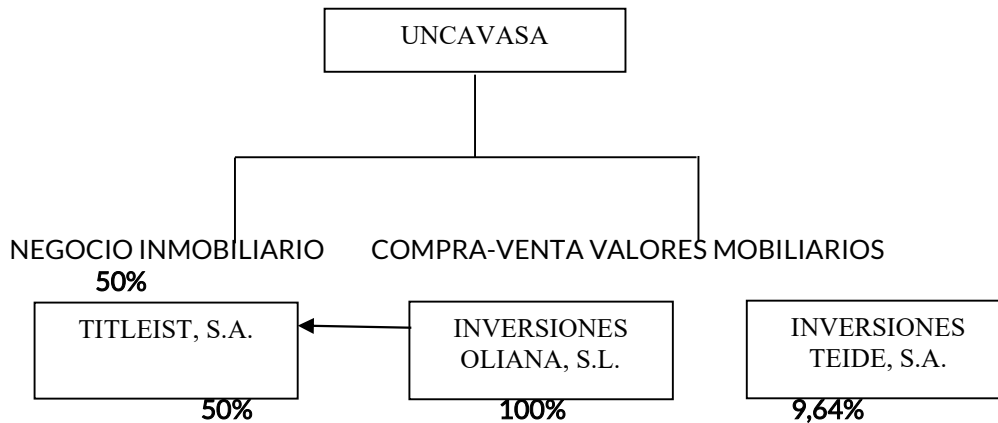 UNCAVASA
NEGOCIO INMOBILIARIO COMPRA-VENTA VALORES MOBILIARIOS
50%
TITLEIST, S.A.
INVERSIONES
OLIANA, S.L.
INVERSIONES
TEIDE, S.A.
50%
100%
9,64%